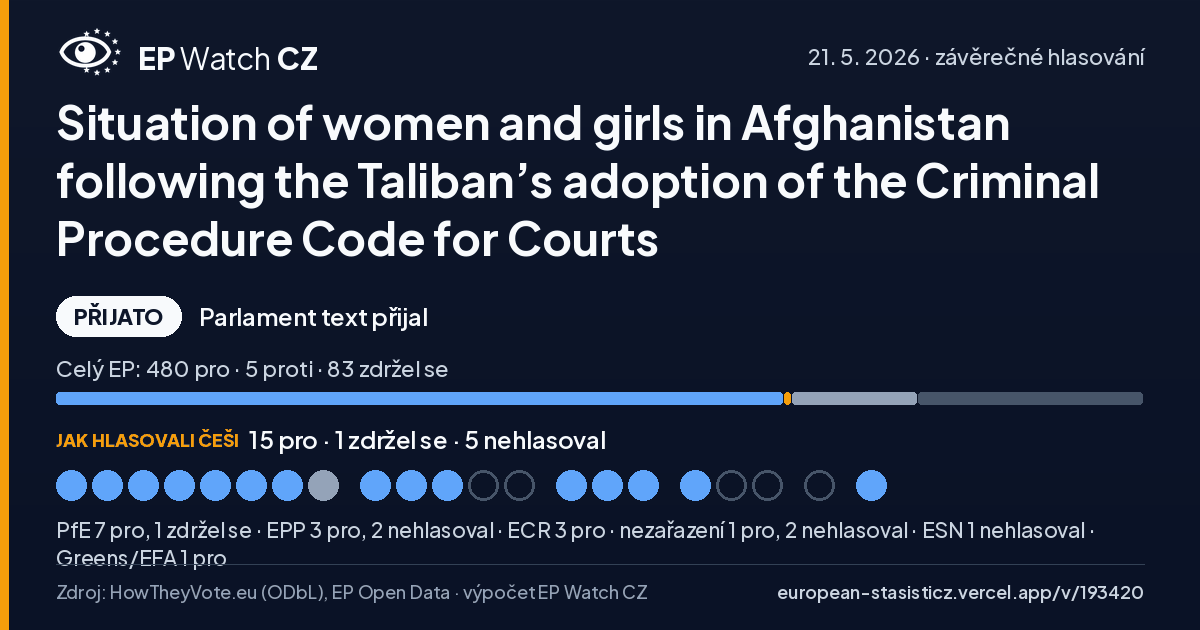 EP Watch CZ
21. 5. 2026 · závěrečné hlasování
Situation of women and girls in Afghanistan
following the Taliban’s adoption of the Criminal
Procedure Code for Courts
PŘIJATO Parlament text přijal
Celý EP: 480 pro · 5 proti · 83 zdržel se
JAK HLASOVALI ČEŠI 15 pro · 1 zdržel se · 5 nehlasoval
PfE 7 pro, 1 zdržel se · EPP 3 pro, 2 nehlasoval · ECR 3 pro · nezařazení 1 pro, 2 nehlasoval · ESN 1 nehlasoval ·
Greens/EFA 1 pro
Zdroj: HowTheyVote.eu (ODbL), EP Open Data · výpočet EP Watch CZ
european-stasisticz.vercel.app/v/193420